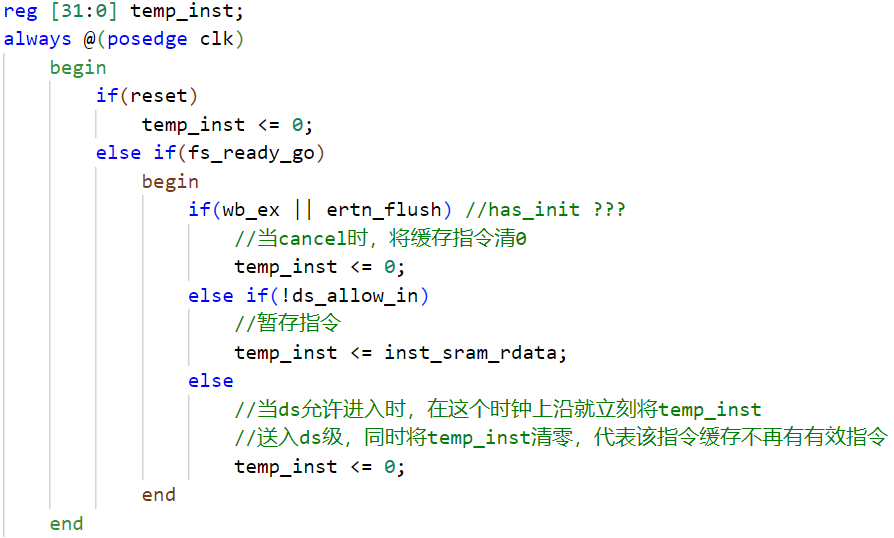 reg [31:0] temp_inst;
always @(posedge clk)
begin
if(reset)
temp_inst <= 0;
else if(fs_ready_go)
begin
if(wb_ex || ertn_flush) //has_init ???
//当cancel时，将缓存指令清0
temp_inst <= 0;
else if(!ds_allow_in)
//暂存指令
temp_inst <= inst_sram_rdata;
else
//当ds允许进入时，在这个时钟上沿就立刻将temp_inst
//送入ds级，同时将temp_inst清零，代表该指令缓存不再有有效指令
temp_inst <= 0;
end
end